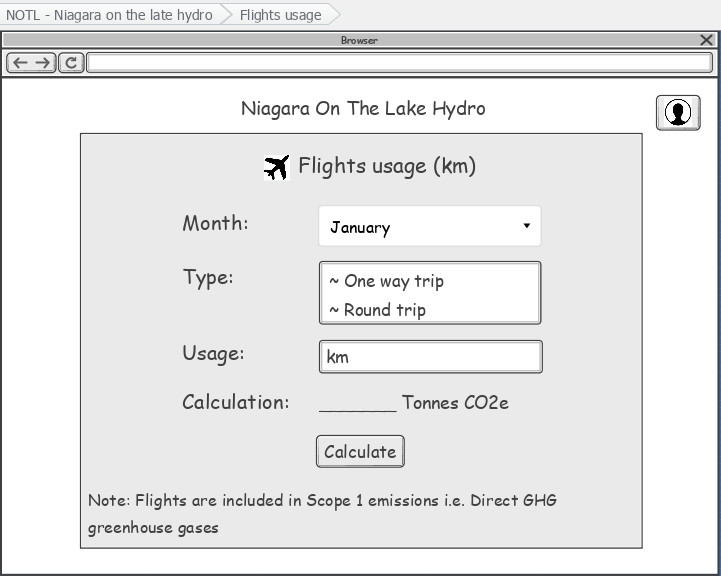 NOTL - Niagara on the late hydro Flights usage
Browser
Niagara On The Lake Hydro
Flights usage (km)
Month: January
Type: ~ One way trip
~ Round trip
Usage: km
Calculation: _______ Tonnes CO2e
Calculate
Note: Flights are included in Scope 1 emissions i.e. Direct GHG
greenhouse gases